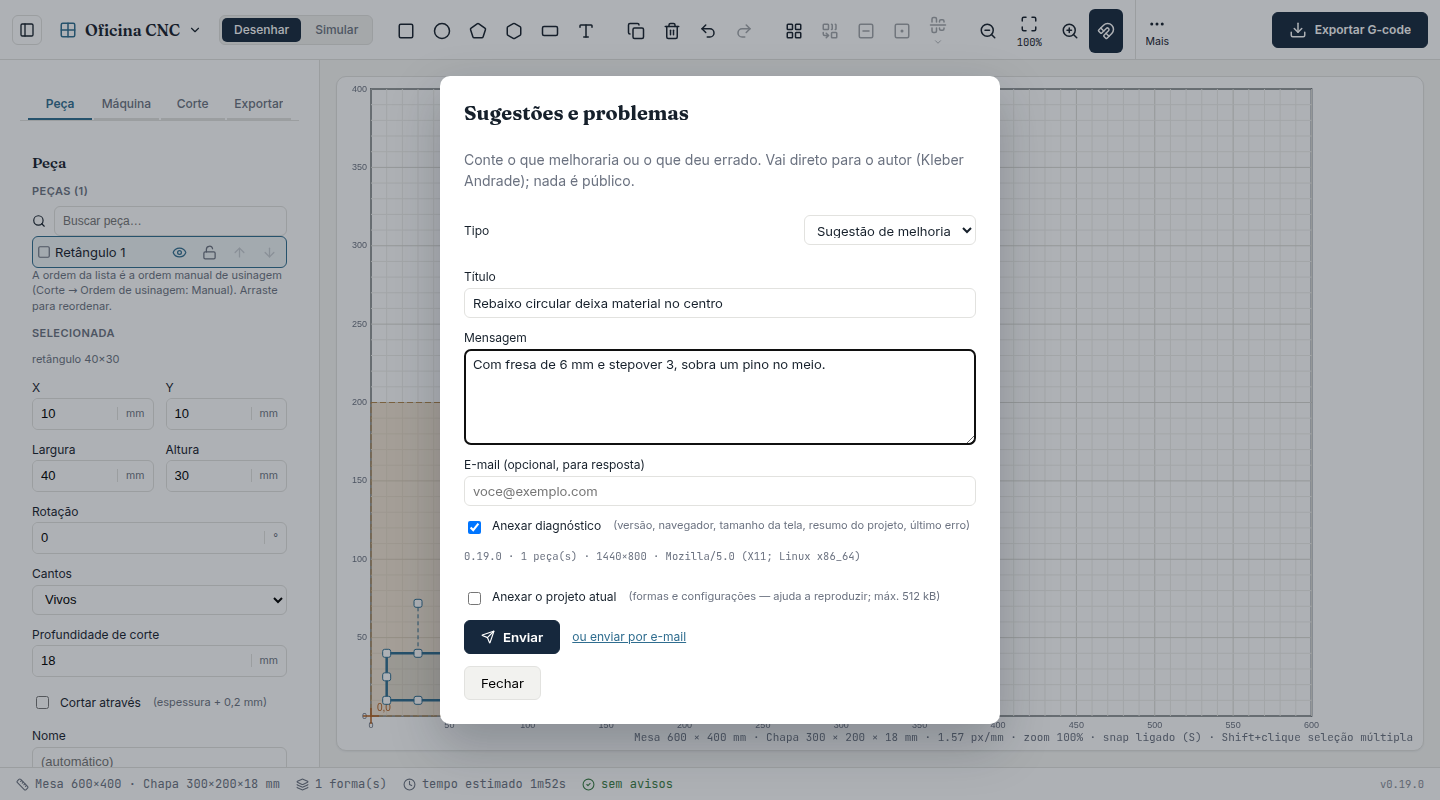 Oficina CNC
Desenhar
Simular
100%
Mais
Exportar G-code
Peça
Máquina
Corte
Exportar
Peça
PEÇAS (1)
Buscar peça…
Retângulo 1
A ordem da lista é a ordem manual de usinagem
(Corte → Ordem de usinagem: Manual). Arraste
para reordenar.
SELECIONADA
retângulo 40×30
X
Y
10 mm
10 mm
Largura
Altura
40 mm
30 mm
Rotação
0 °
Cantos
Vivos
Profundidade de corte
18 mm
Cortar através (espessura + 0,2 mm)
Nome
(automático)
400
350
300
250
200
150
100
50
0
0,0
0
50
100
150
200
250
300
350
400
450
500
550
600
Sugestões e problemas
Conte o que melhoraria ou o que deu errado. Vai direto para o autor (Kleber
Andrade); nada é público.
Tipo
Sugestão de melhoria
Título
Rebaixo circular deixa material no centro
Mensagem
Com fresa de 6 mm e stepover 3, sobra um pino no meio.
E-mail (opcional, para resposta)
voce@exemplo.com
Anexar diagnóstico (versão, navegador, tamanho da tela, resumo do projeto, último erro)
0.19.0 · 1 peça(s) · 1440×800 · Mozilla/5.0 (X11; Linux x86_64)
Anexar o projeto atual (formas e configurações — ajuda a reproduzir; máx. 512 kB)
Enviar
ou enviar por e-mail
Fechar
Mesa 600 × 400 mm · Chapa 300 × 200 × 18 mm · 1.57 px/mm · zoom 100% · snap ligado (S) · Shift+clique seleção múltipla
Mesa 600×400 · Chapa 300×200×18 mm
1 forma(s)
tempo estimado 1m52s
sem avisos
v0.19.0